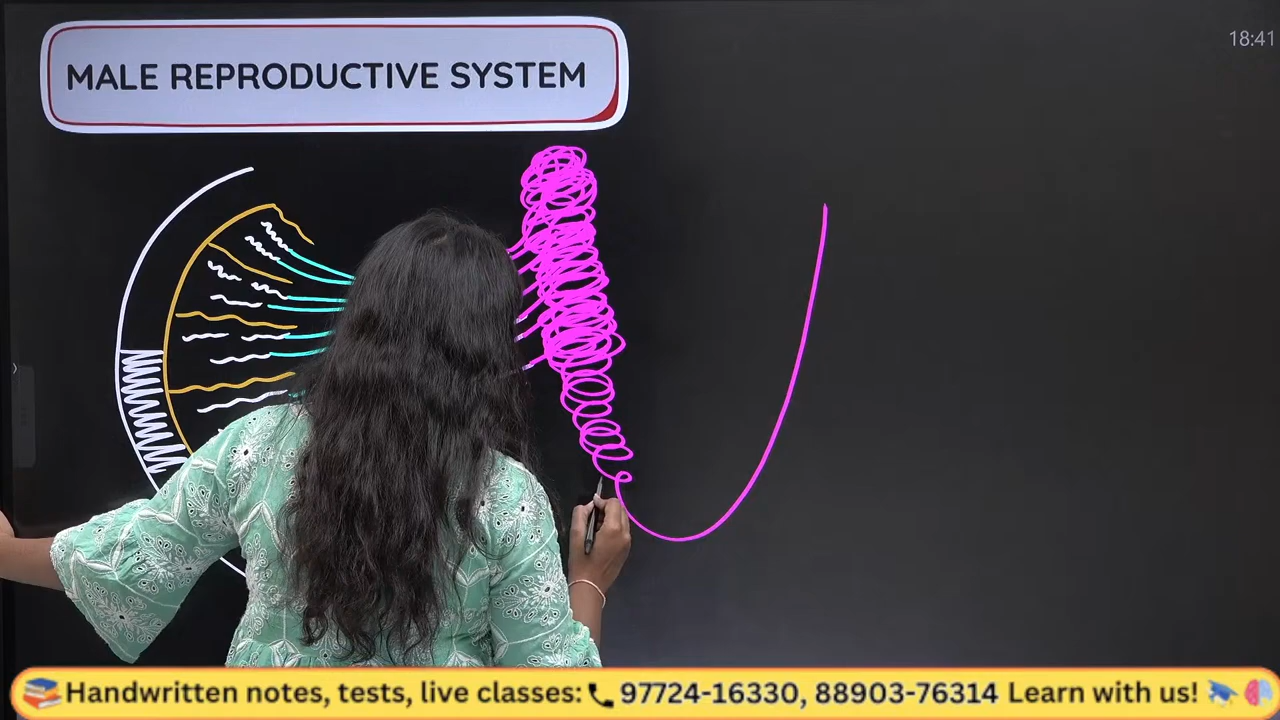 MALE REPRODUCTIVE SYSTEM
18:41
📚Handwritten notes, tests, live classes:📞97724-16330, 88903-76314 Learn with us! 🎓🧠